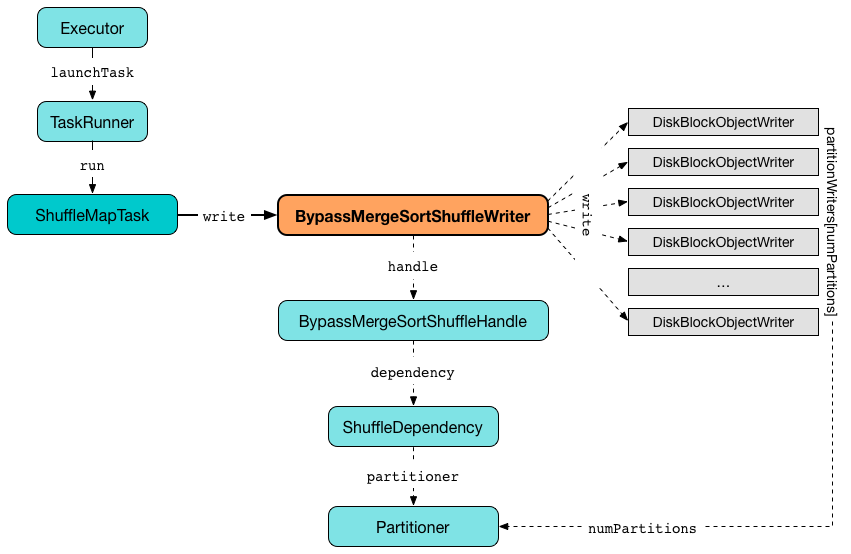 Executor
launchTask
TaskRunner
run
ShuffleMapTask
write
BypassMergeSortShuffleWriter
write
DiskBlockObjectWriter
DiskBlockObjectWriter
DiskBlockObjectWriter
DiskBlockObjectWriter
...
DiskBlockObjectWriter
partitionWriters[numPartitions]
handle
BypassMergeSortShuffleHandle
dependency
ShuffleDependency
partitioner
Partitioner
numPartitions